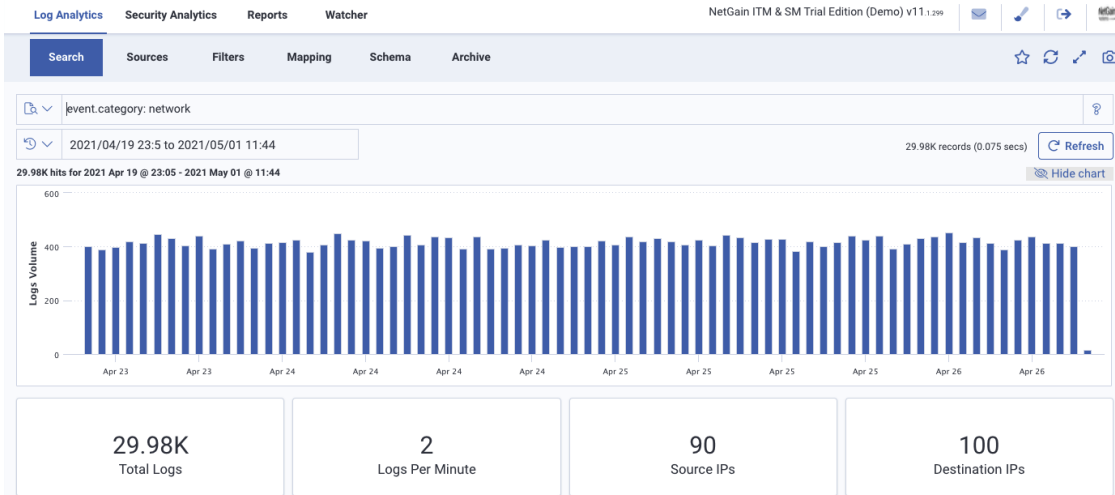 Log Analytics Security Analytics Reports Watcher NetGain ITM & SM Trial Edition (Demo) v11.1.299
Search Sources Filters Mapping Schema Archive
event.category: network
2021/04/19 23:5 to 2021/05/01 11:44 29.98K records (0.075 secs) Refresh
29.98K hits for 2021 Apr 19 @ 23:05 - 2021 May 01 @ 11:44 Hide chart
600
400
200
0
Logs Volume
Apr 23 Apr 23 Apr 24 Apr 24 Apr 24 Apr 24 Apr 25 Apr 25 Apr 25 Apr 25 Apr 26 Apr 26
29.98K 2 90 100
Total Logs Logs Per Minute Source IPs Destination IPs